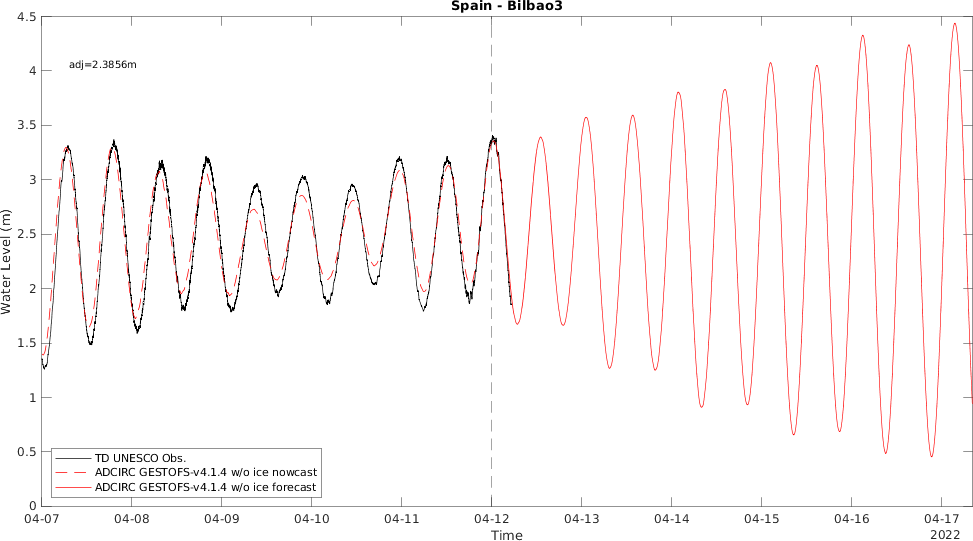 Spain - Bilbao3
adj=2.3856m
Water Level (m)
4.5
4
3.5
3
2.5
2
1.5
1
0.5
0
TD UNESCO Obs.
ADCIRC GESTOFS-v4.1.4 w/o ice nowcast
ADCIRC GESTOFS-v4.1.4 w/o ice forecast
04-07 04-08 04-09 04-10 04-11 04-12 04-13 04-14 04-15 04-16 04-17
Time
2022